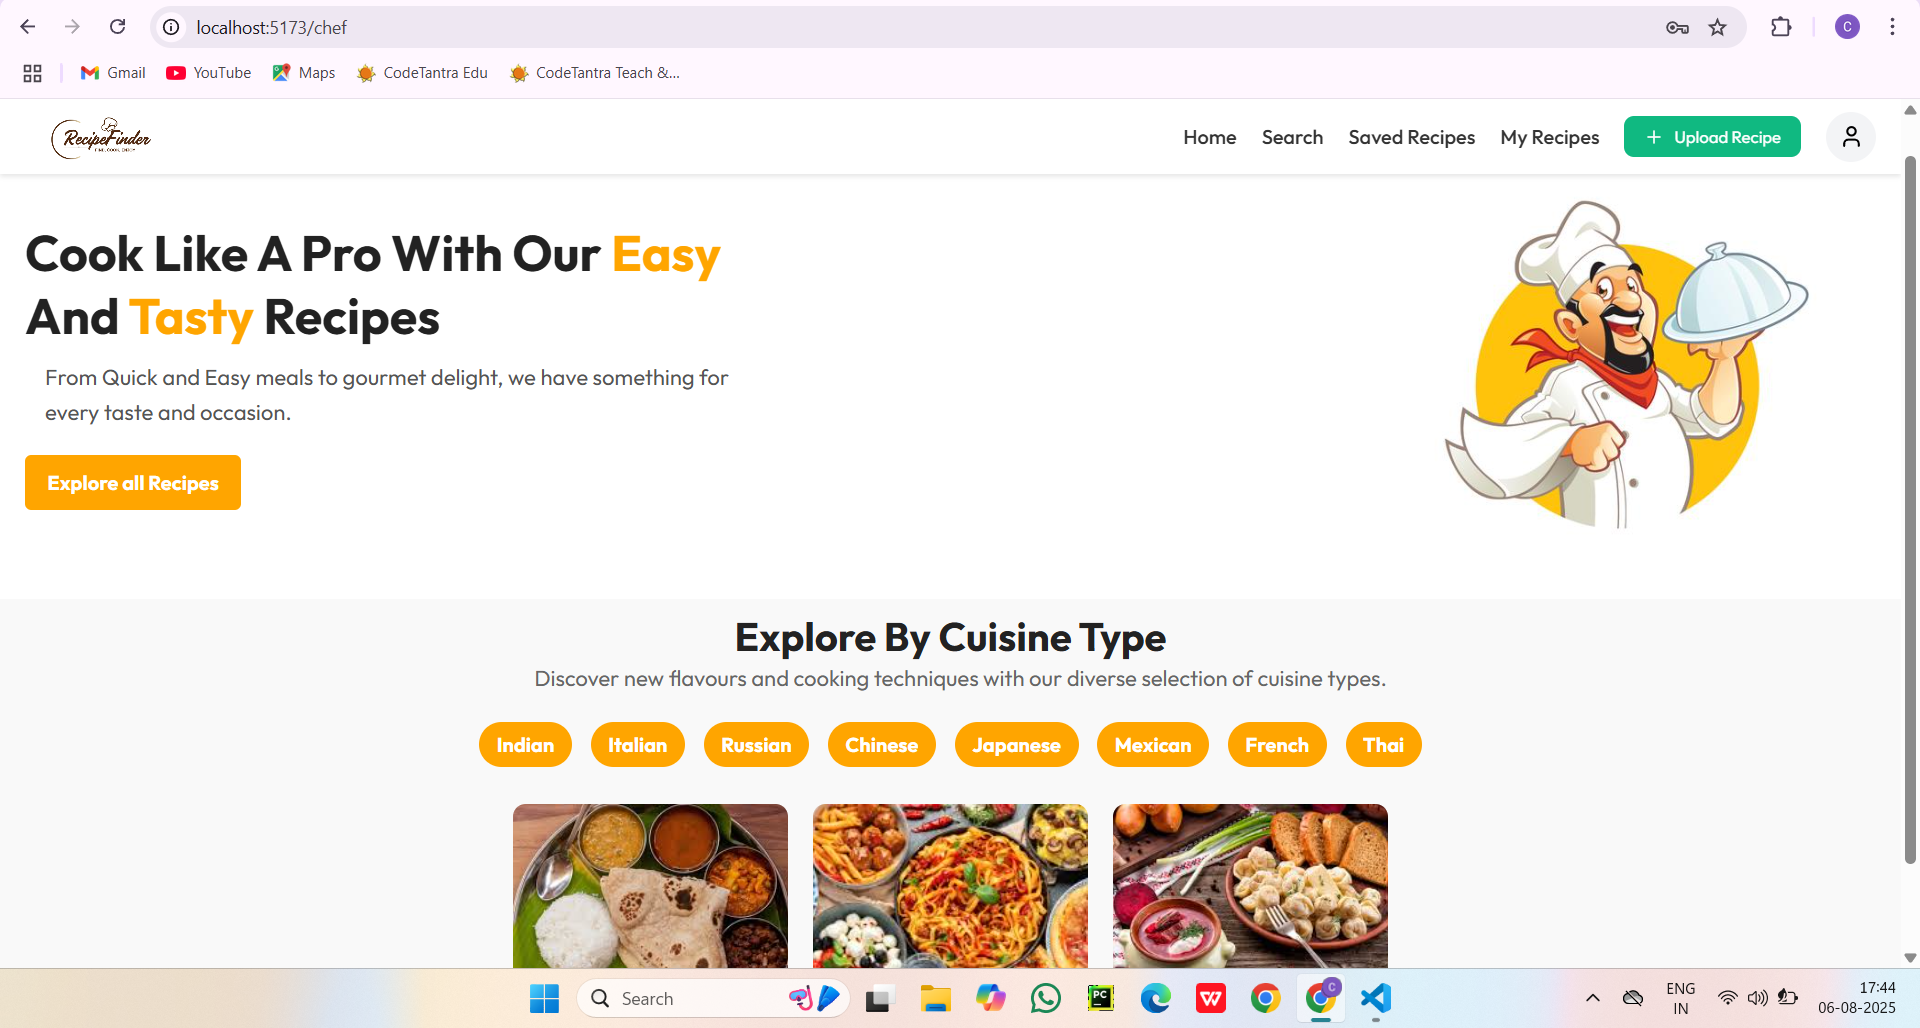 localhost:5173/chef
Gmail
YouTube
Maps
CodeTantra Edu
CodeTantra Teach &...
RecipeFinder
Home
Search
Saved Recipes
My Recipes
+ Upload Recipe
C
Cook Like A Pro With Our Easy
And Tasty Recipes
From Quick and Easy meals to gourmet delight, we have something for
every taste and occasion.
Explore all Recipes
Explore By Cuisine Type
Discover new flavours and cooking techniques with our diverse selection of cuisine types.
Indian
Italian
Russian
Chinese
Japanese
Mexican
French
Thai
Search
PC
W
C
ENG
IN
17:44
06-08-2025